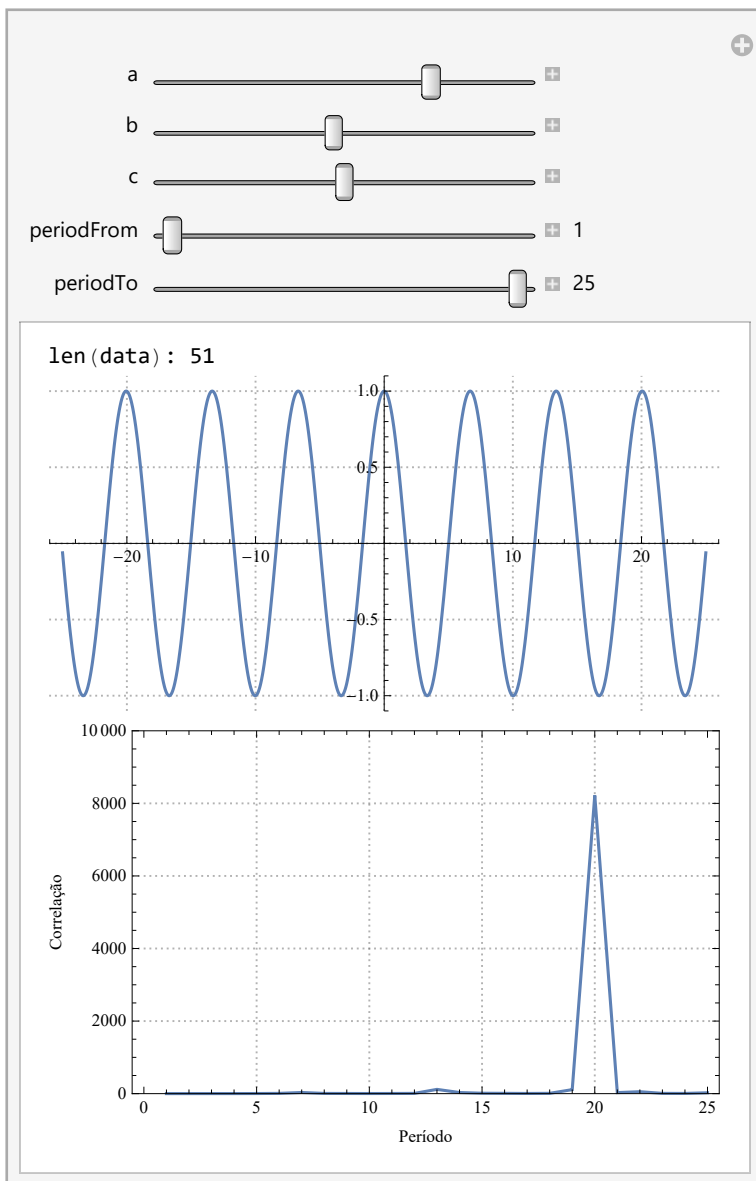 a
b
c
periodFrom 1
periodTo 25
len(data): 51
1.0
0.5
−20 −10 10 20
−0.5
−1.0
10 000
8000
6000
4000
2000
0
Correlação
0 5 10 15 20 25
Período